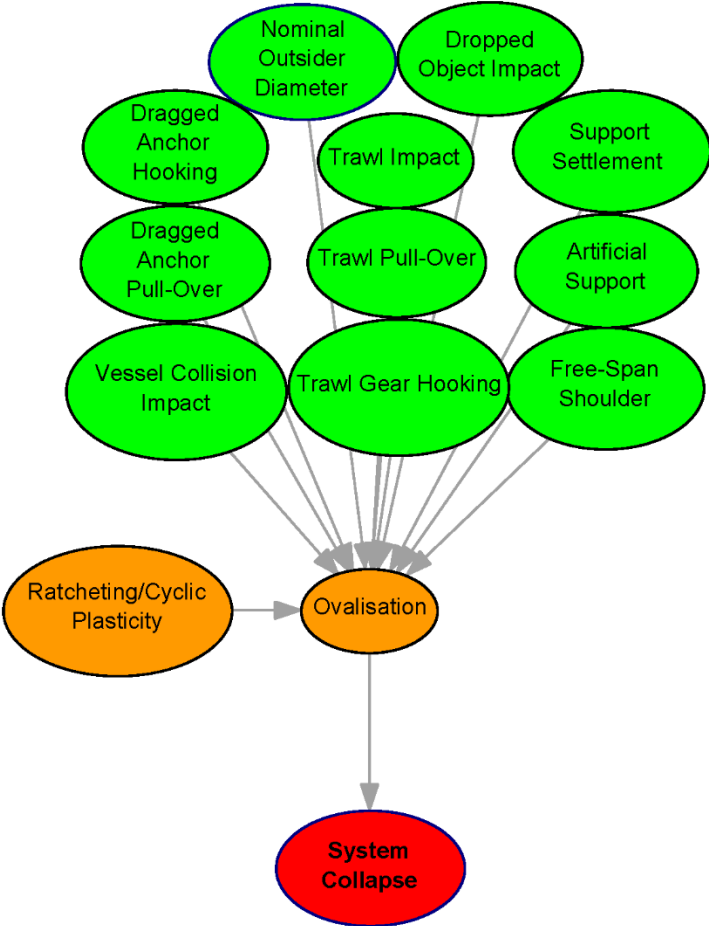 Nominal
Outsider
Diameter
Dropped
Object Impact
Dragged
Anchor
Hooking
Trawl Impact
Support
Settlement
Dragged
Anchor
Pull-Over
Trawl Pull-Over
Artificial
Support
Vessel Collision
Impact
Trawl Gear Hooking
Free-Span
Shoulder
Ratcheting/Cyclic
Plasticity
Ovalisation
System
Collapse